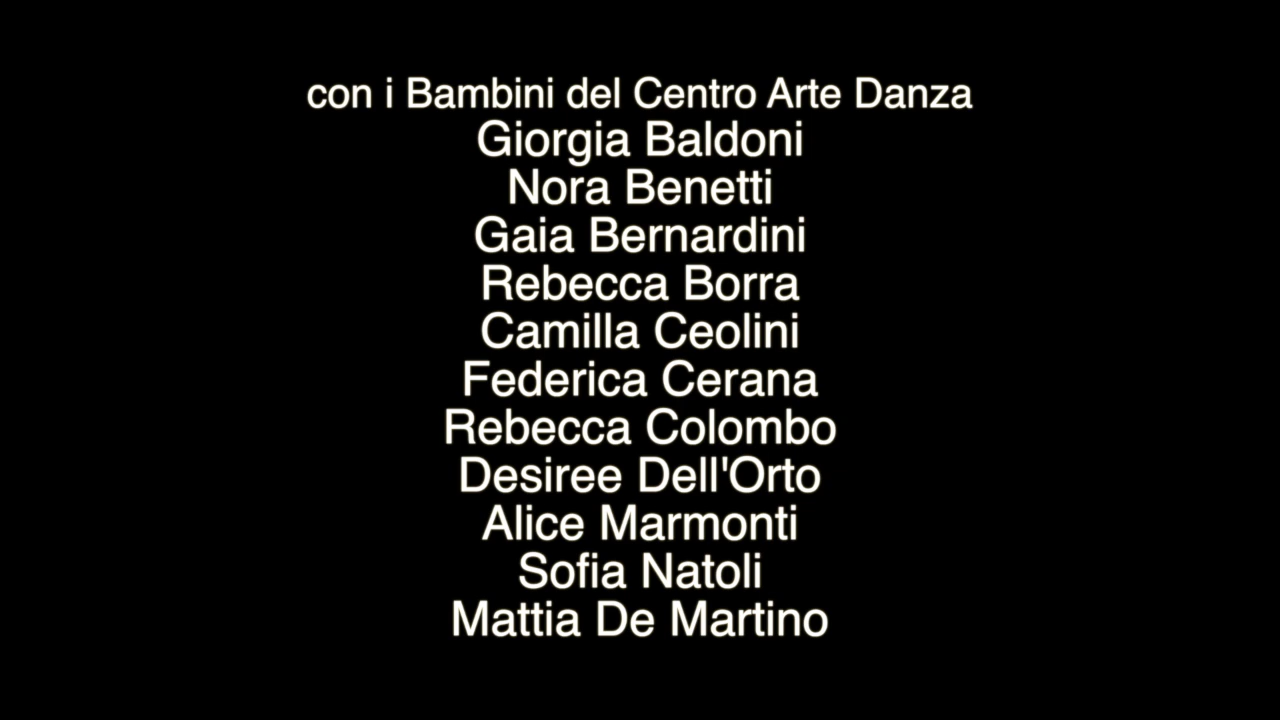 con i Bambini del Centro Arte Danza
Giorgia Baldoni
Nora Benetti
Gaia Bernardini
Rebecca Borra
Camilla Ceolini
Federica Cerana
Rebecca Colombo
Desiree Dell'Orto
Alice Marmonti
Sofia Natoli
Mattia De Martino